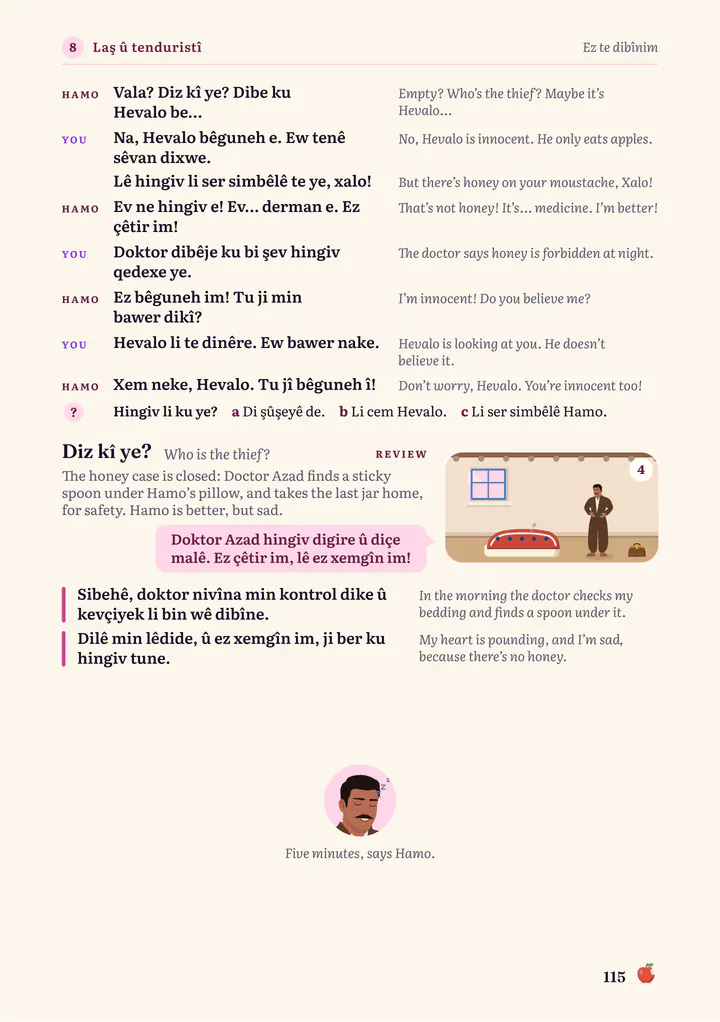 8 Laş û tenduristî Ez te dibînim
HAMO Vala? Diz kî ye? Dibe ku Empty? Who's the thief? Maybe it's
Hevalo be… Hevalo…
YOU Na, Hevalo bêguneh e. Ew tenê No, Hevalo is innocent. He only eats apples.
sêvan dixwe.
Lê hingiv li ser simbêlê te ye, xalo! But there's honey on your moustache, Xalo!
HAMO Ev ne hingiv e! Ev… derman e. Ez That's not honey! It's… medicine. I'm better!
çêtir im!
YOU Doktor dibêje ku bi şev hingiv The doctor says honey is forbidden at night.
qedexe ye.
HAMO Ez bêguneh im! Tu ji min I'm innocent! Do you believe me?
bawer dikî?
YOU Hevalo li te dinêre. Ew bawer nake. Hevalo is looking at you. He doesn't
believe it.
HAMO Xem neke, Hevalo. Tu jî bêguneh î! Don't worry, Hevalo. You're innocent too!
? Hingiv li ku ye? a Di şûşeyê de. b Li cem Hevalo. c Li ser simbêlê Hamo.
Diz kî ye? Who is the thief? REVIEW
The honey case is closed: Doctor Azad finds a sticky
spoon under Hamo's pillow, and takes the last jar home,
for safety. Hamo is better, but sad.
4
Doktor Azad hingiv digire û diçe
malê. Ez çêtir im, lê ez xemgîn im!
Sibehê, doktor nivîna min kontrol dike û In the morning the doctor checks my
kevçiyek li bin wê dibîne. bedding and finds a spoon under it.
Dilê min lêdide, û ez xemgîn im, ji ber ku My heart is pounding, and I'm sad,
hingiv tune. because there's no honey.
z z
Five minutes, says Hamo.
115